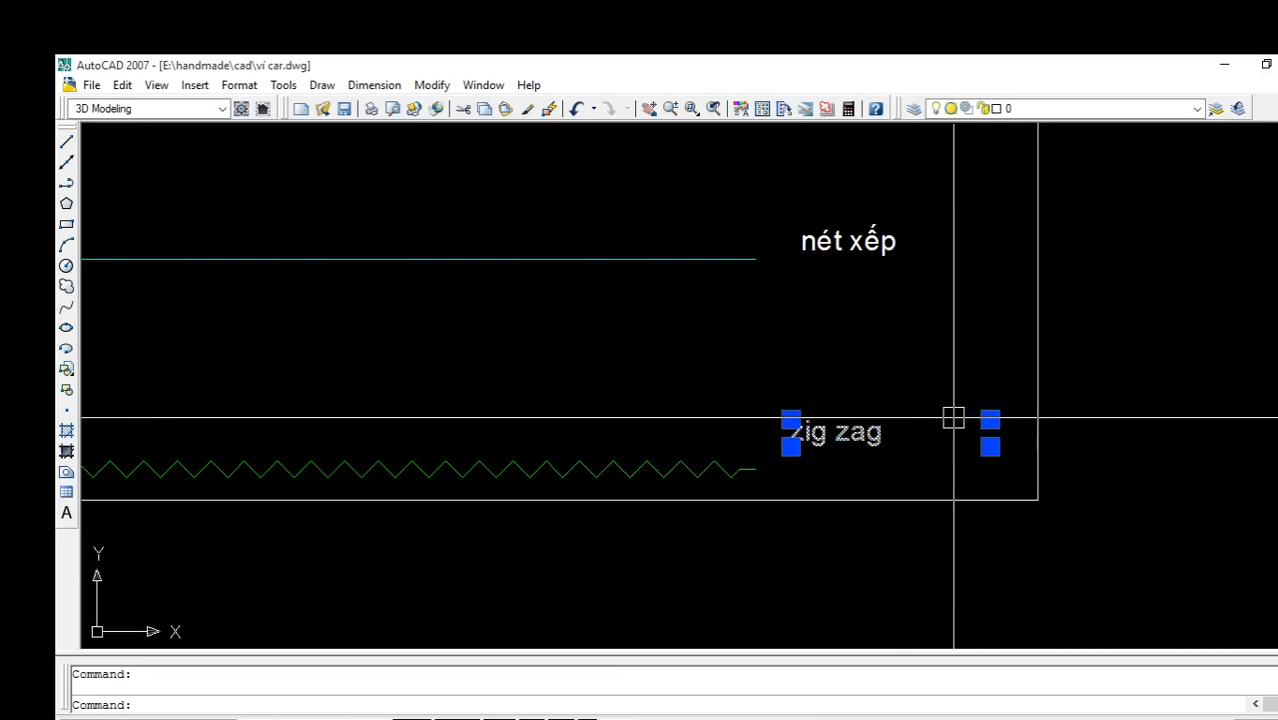 AutoCAD 2007 - [E:\handmade\cad\ví car.dwg]
File Edit View Insert Format Tools Draw Dimension Modify Window Help
3D Modeling
0
nét xếp
zig zag
A
Y
X
Command:
Command: